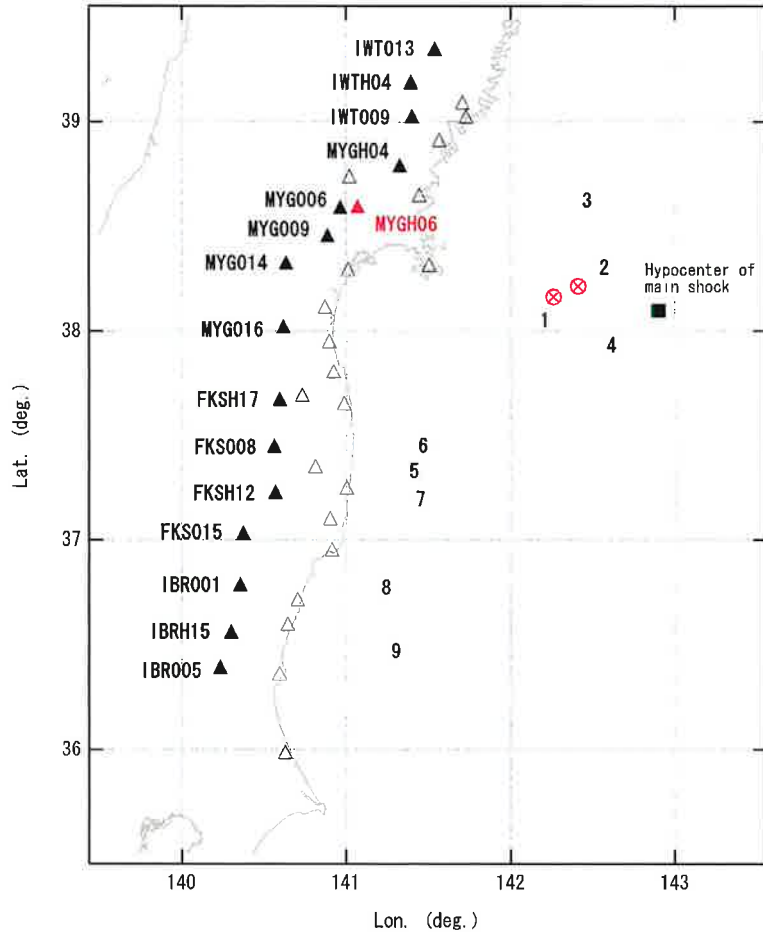 IWT013
IWTH04
39
IWT009
MYGH04
MYG006
3
MYGH06
MYG009
MYG014
2
Hypocenter of
main shock
38
MYG016
1
4
FKSH17
FKS008
6
5
FKSH12
7
Lat. (deg.)
37
FKS015
IBR001
8
IBRH15
9
IBR005
36
140
141
142
143
Lon. (deg.)